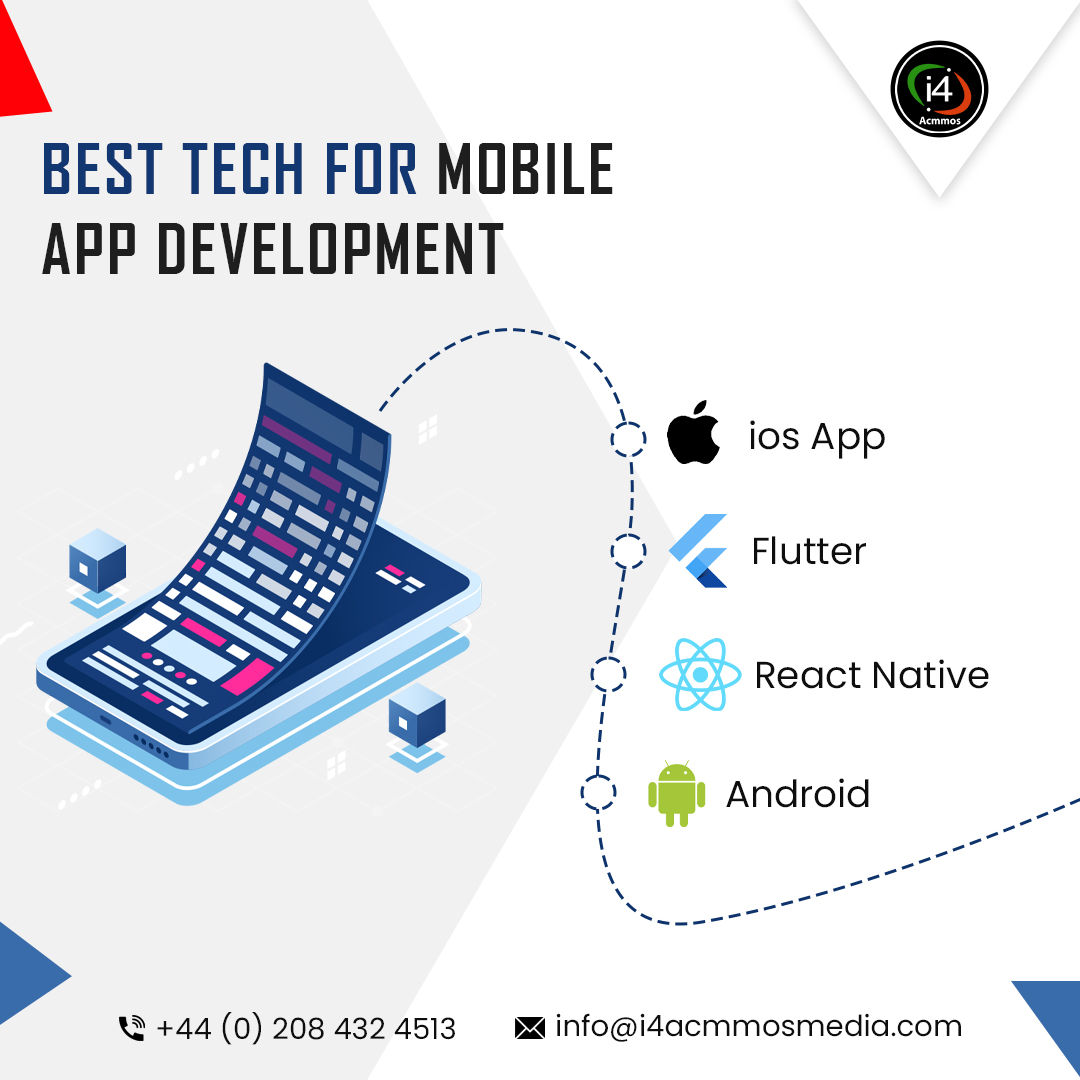 i4
Acmmos
BEST TECH FOR MOBILE
APP DEVELOPMENT
ios App
Flutter
React Native
Android
+44 (0) 208 432 4513
info@i4acmmosmedia.com